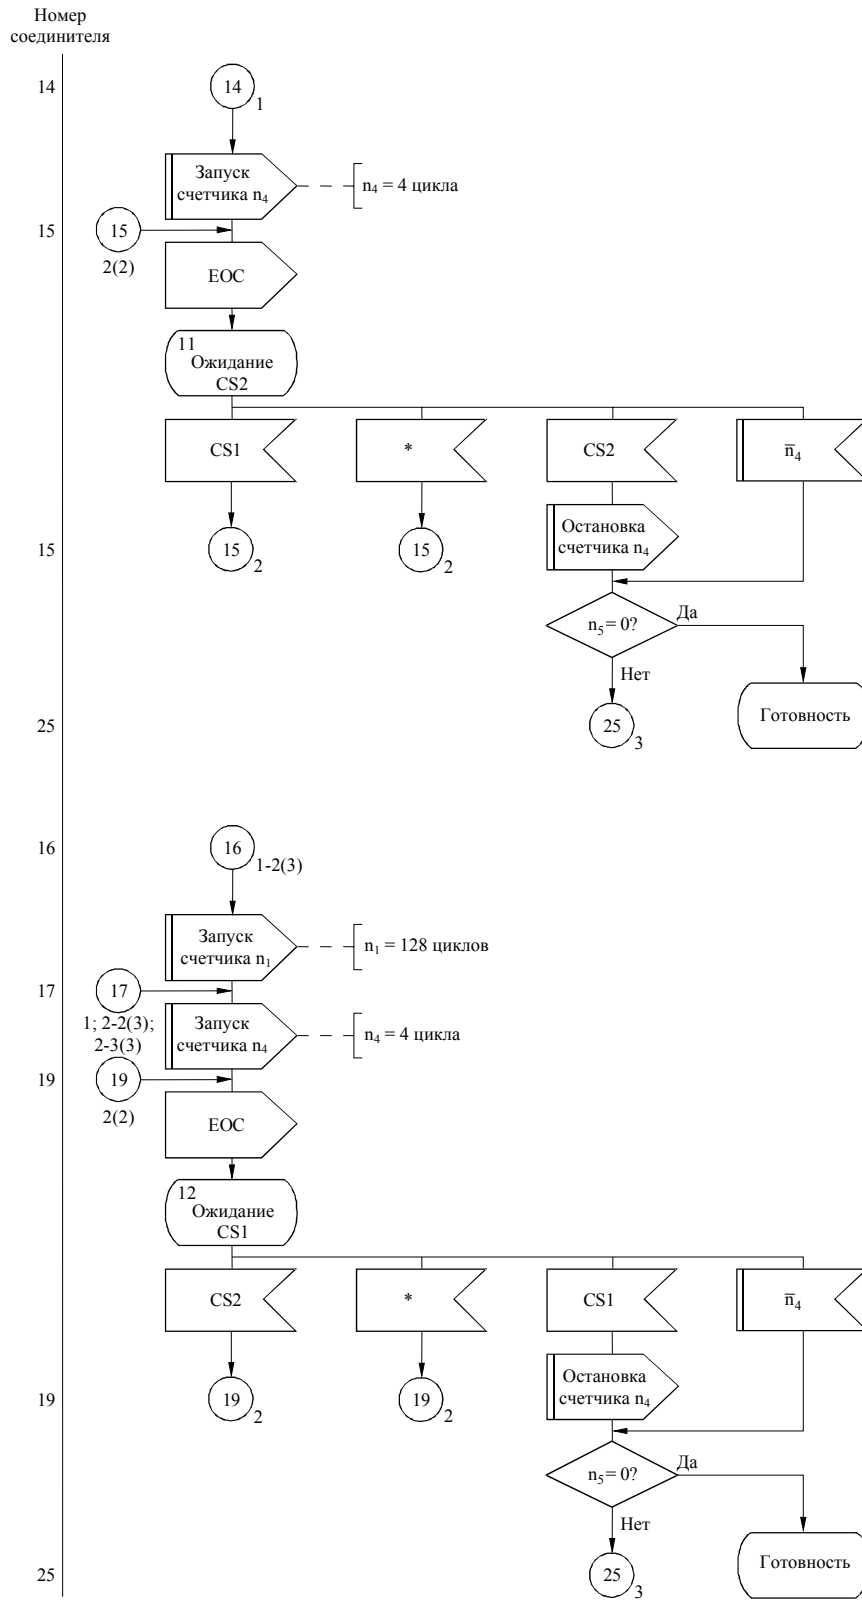 Номер
соединителя
14
14
1
Запуск
счетчика n₄
n₄ = 4 цикла
15
15
2(2)
EOC
11
Ожидание
CS2
CS1
*
CS2
n̅₄
Остановка
счетчика n₄
15
15
2
15
2
n₅ = 0?
Да
Нет
25
25
3
Готовность
16
16
1-2(3)
Запуск
счетчика n₁
n₁ = 128 циклов
17
17
1; 2-2(3);
2-3(3)
Запуск
счетчика n₄
n₄ = 4 цикла
19
19
2(2)
EOC
12
Ожидание
CS1
CS2
*
CS1
n̅₄
Остановка
счетчика n₄
19
19
2
19
2
n₅ = 0?
Да
Нет
25
25
3
Готовность